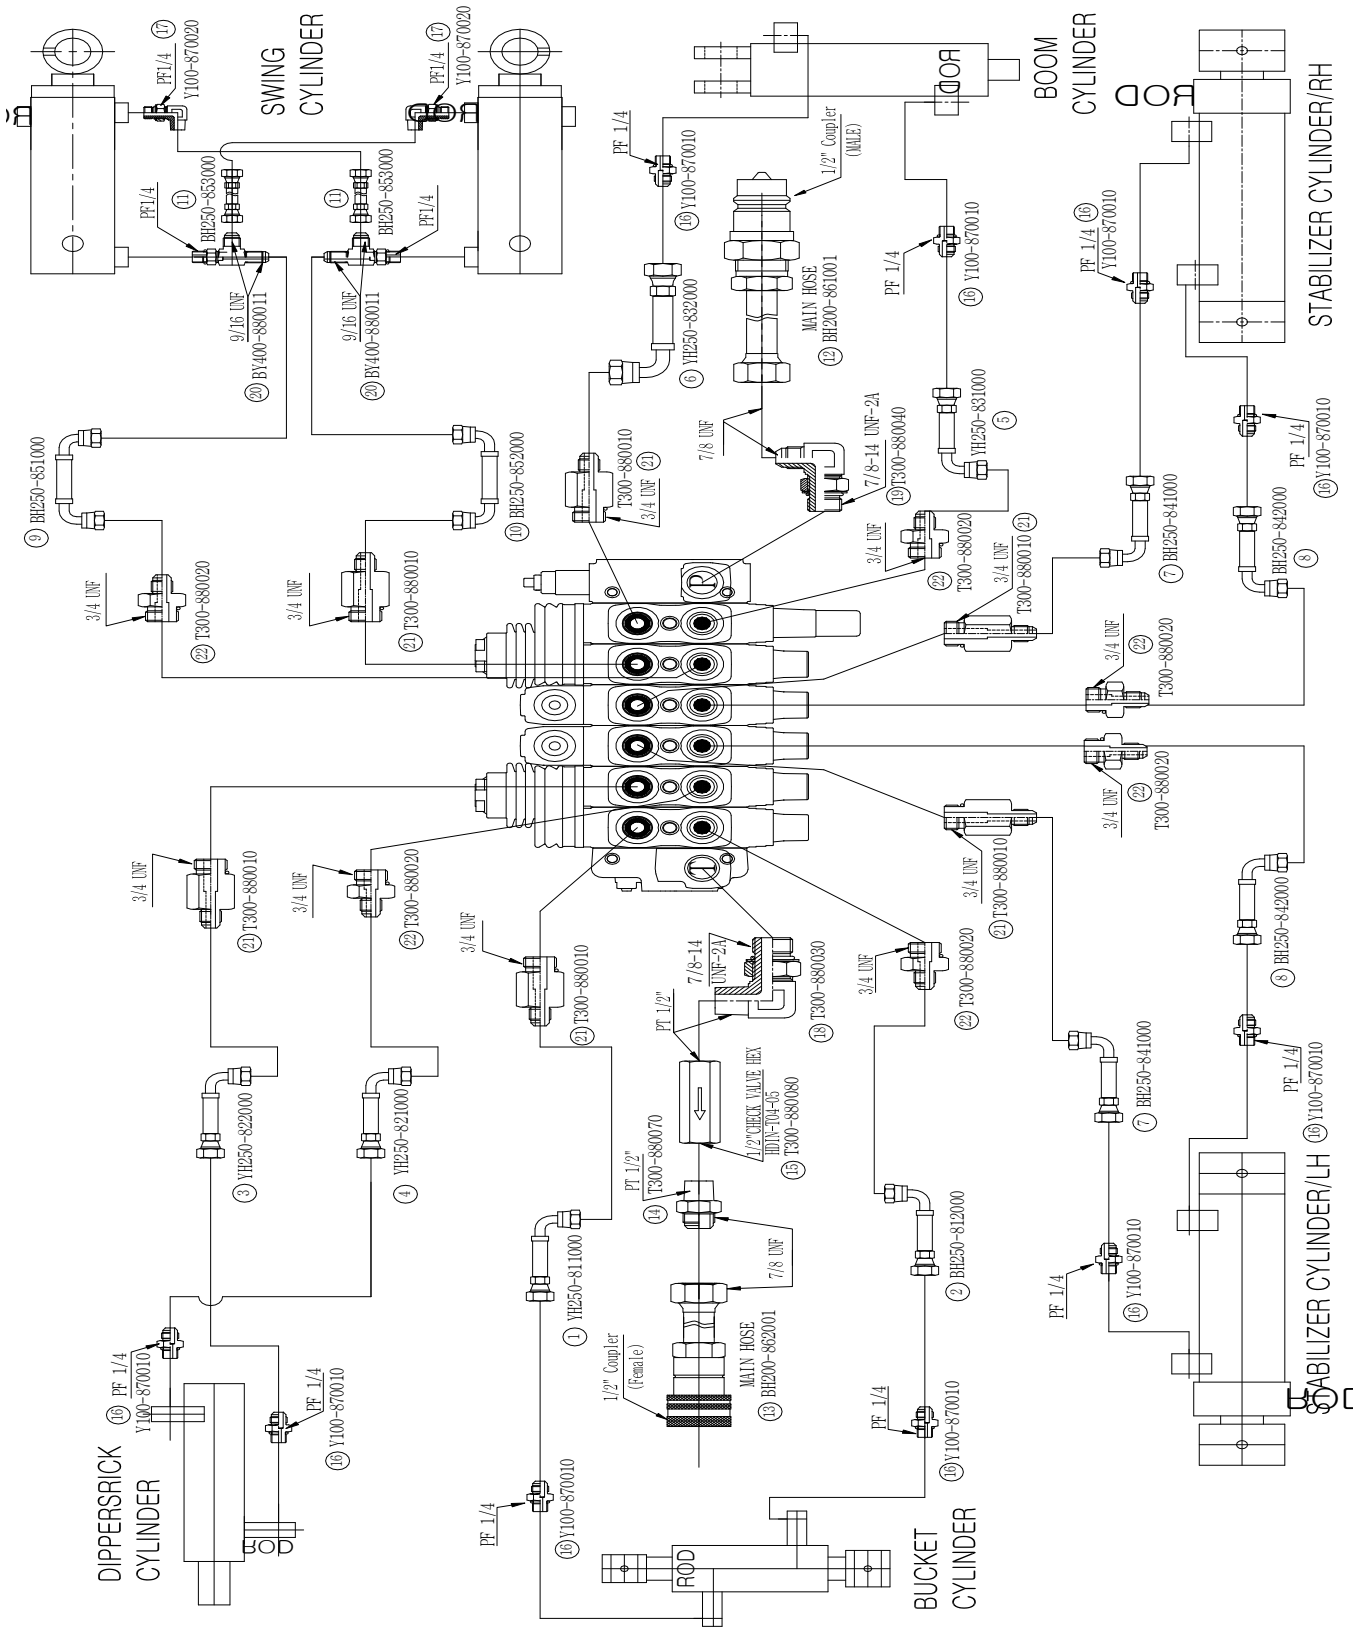 SWING
CYLINDER
17
PF1/4
Y100-870020
17
PF1/4
Y100-870020
PF1/4
11
BH250-853000
11
BH250-853000
PF1/4
9/16 UNF
20 BY400-880011
9/16 UNF
20 BY400-880011
9 BH250-851000
10 BH250-852000
3/4 UNF
22 T300-880020
3/4 UNF
21 T300-880010
BOOM
CYLINDER
ROD
PF 1/4
16 Y100-870010
6 YH250-832000
T300-880010
3/4 UNF 21
1/2" Coupler
(MALE)
MAIN HOSE
12 BH200-861001
7/8 UNF
7/8-14 UNF-2A
19 T300-880040
PF 1/4
16 Y100-870010
YH250-831000
5
3/4 UNF
22 T300-880020
P
STABILIZER CYLINDER/RH
ROD
PF 1/4 16
Y100-870010
7 BH250-841000
3/4 UNF
T300-880010 21
PF 1/4
16 Y100-870010
BH250-842000
8
3/4 UNF
22
T300-880020
DIPPERSRICK
CYLINDER
ROD
16 PF 1/4
Y100-870010
PF 1/4
16 Y100-870010
3 YH250-822000
4 YH250-821000
3/4 UNF
21 T300-880010
3/4 UNF
22 T300-880020
BUCKET
CYLINDER
ROD
PF 1/4
16 Y100-870010
1 YH250-811000
3/4 UNF
21 T300-880010
PF 1/4
16 Y100-870010
2 BH250-812000
3/4 UNF
22 T300-880020
1/2" Coupler
(Female)
MAIN HOSE
13 BH200-862001
7/8 UNF
PT 1/2"
14 T300-880070
1/2"CHECK VALVE HEX
HDIN-T04-05
15 T300-880080
PT 1/2"
7/8-14
UNF-2A
18 T300-880030
T
STABILIZER CYLINDER/LH
ROD
PF 1/4
16 Y100-870010
7 BH250-841000
3/4 UNF
21 T300-880010
PF 1/4
16 Y100-870010
8 BH250-842000
3/4 UNF
22
T300-880020